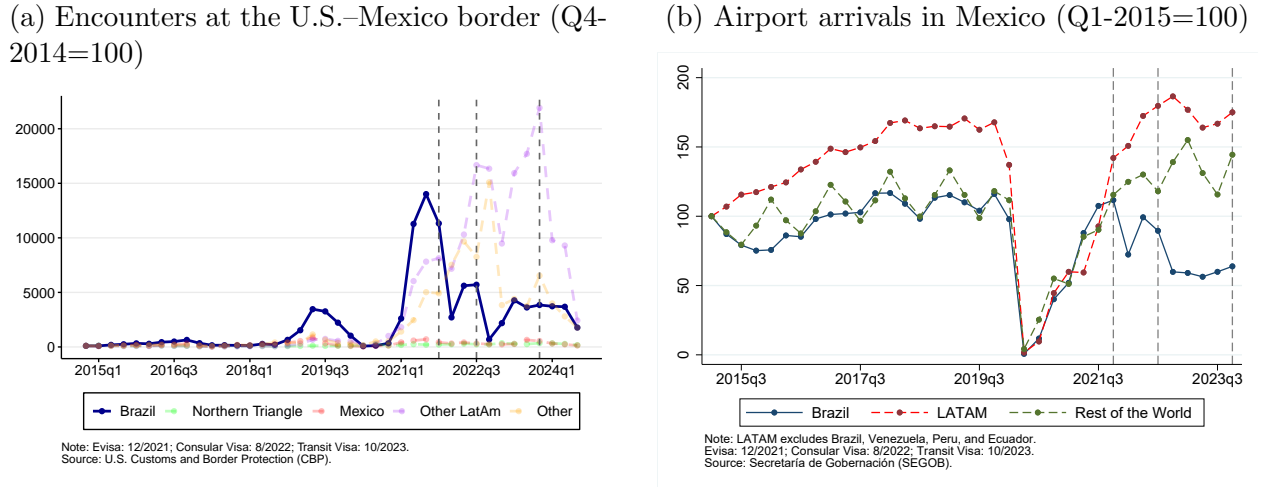 (a) Encounters at the U.S.–Mexico border (Q4-
2014=100)
20000
15000
10000
5000
0
2015q1 2016q3 2018q1 2019q3 2021q1 2022q3 2024q1
Brazil Northern Triangle Mexico Other LatAm Other
Note: Evisa: 12/2021; Consular Visa: 8/2022; Transit Visa: 10/2023.
Source: U.S. Customs and Border Protection (CBP).
(b) Airport arrivals in Mexico (Q1-2015=100)
200
150
100
50
0
2015q3 2017q3 2019q3 2021q3 2023q3
Brazil LATAM Rest of the World
Note: LATAM excludes Brazil, Venezuela, Peru, and Ecuador.
Evisa: 12/2021; Consular Visa: 8/2022; Transit Visa: 10/2023.
Source: Secretaría de Gobernación (SEGOB).